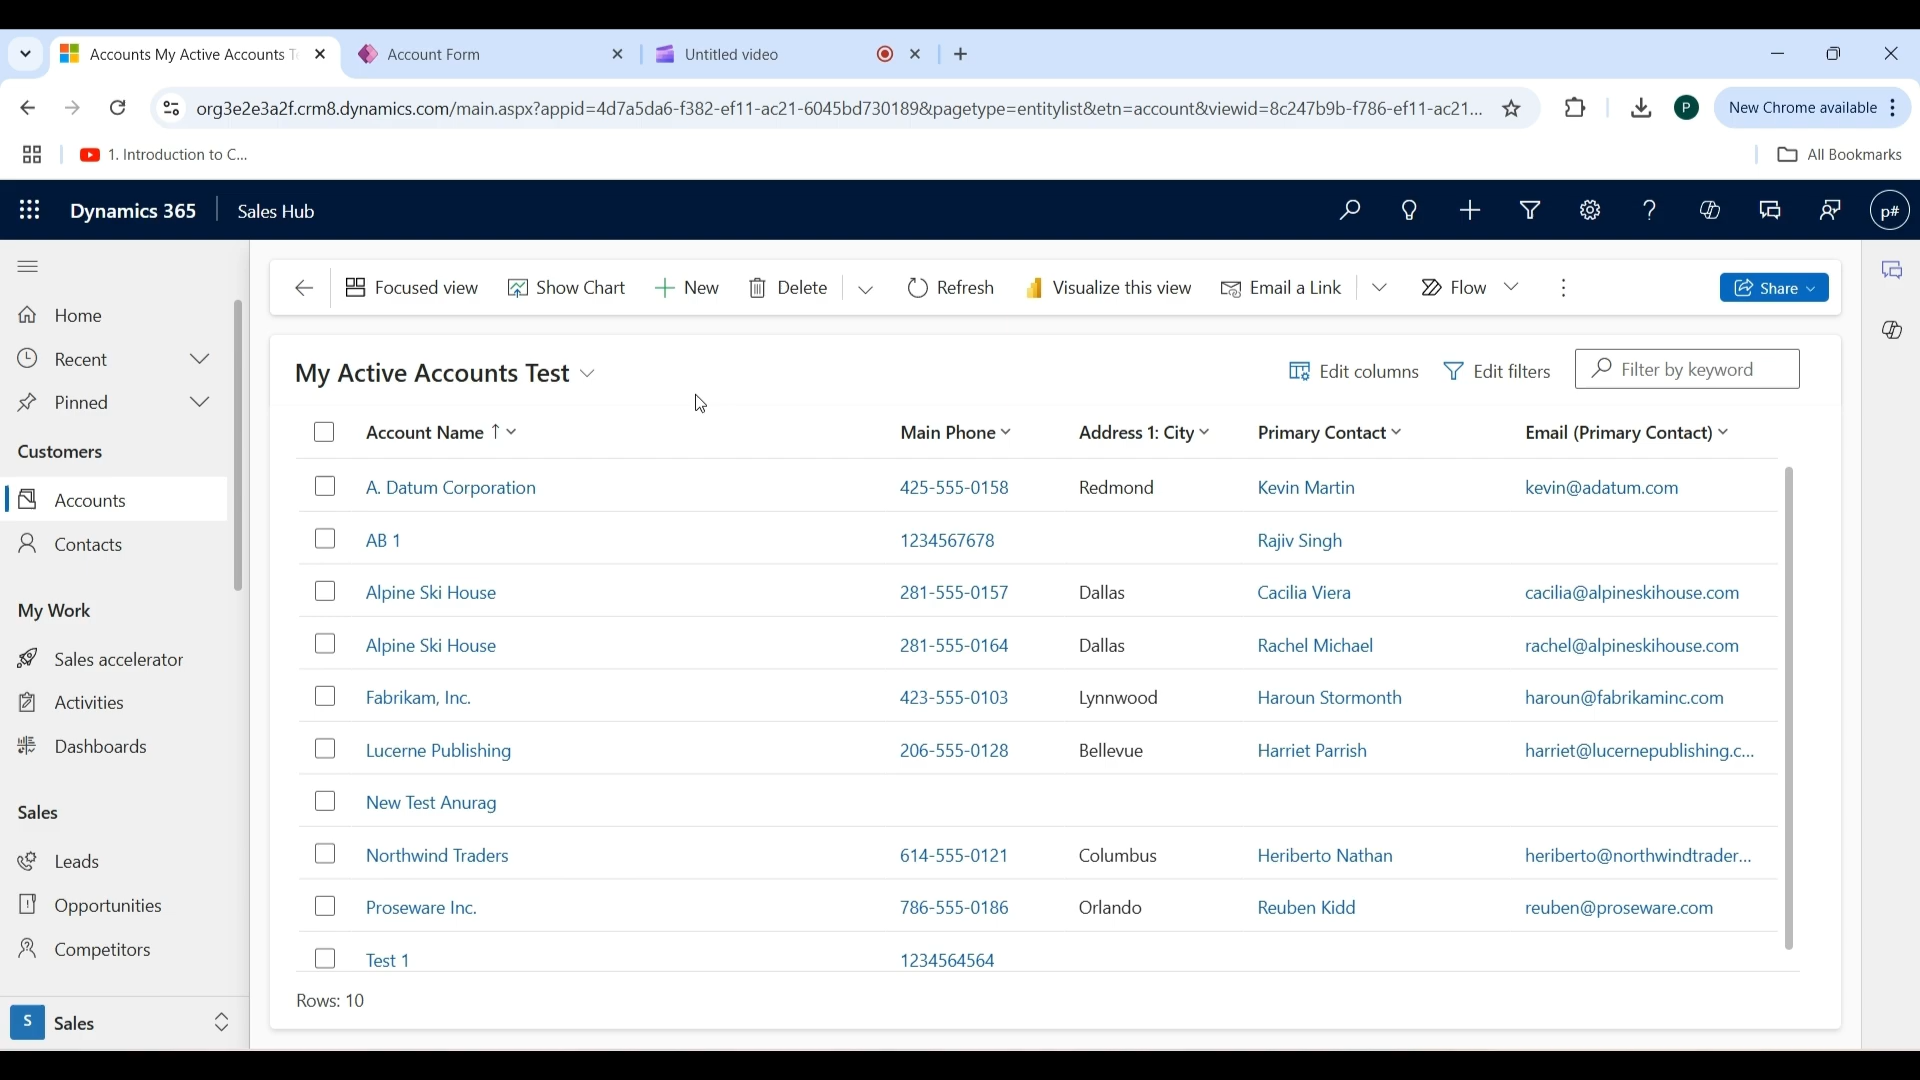 Accounts My Active Accounts T
Account Form
Untitled video
org3e2e3a2f.crm8.dynamics.com/main.aspx?appid=4d7a5da6-f382-ef11-ac21-6045bd730189&pagetype=entitylist&etn=account&viewid=8c247b9b-f786-ef11-ac21...
P
New Chrome available
1. Introduction to C...
All Bookmarks
Dynamics 365
Sales Hub
p#
Focused view
Show Chart
New
Delete
Refresh
Visualize this view
Email a Link
Flow
Share
Home
Recent
Pinned
Customers
Accounts
Contacts
My Work
Sales accelerator
Activities
Dashboards
Sales
Leads
Opportunities
Competitors
S Sales
My Active Accounts Test
Edit columns
Edit filters
Filter by keyword
Account Name ↑ Main Phone Address 1: City Primary Contact Email (Primary Contact)
A. Datum Corporation 425-555-0158 Redmond Kevin Martin kevin@adatum.com
AB 1 1234567678 Rajiv Singh
Alpine Ski House 281-555-0157 Dallas Cacilia Viera cacilia@alpineskihouse.com
Alpine Ski House 281-555-0164 Dallas Rachel Michael rachel@alpineskihouse.com
Fabrikam, Inc. 423-555-0103 Lynnwood Haroun Stormonth haroun@fabrikaminc.com
Lucerne Publishing 206-555-0128 Bellevue Harriet Parrish harriet@lucernepublishing.c...
New Test Anurag
Northwind Traders 614-555-0121 Columbus Heriberto Nathan heriberto@northwindtrader...
Proseware Inc. 786-555-0186 Orlando Reuben Kidd reuben@proseware.com
Test 1 1234564564
Rows: 10